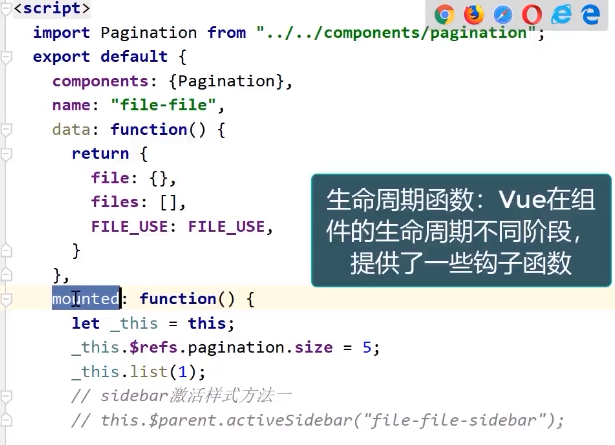 <script>
import Pagination from "../../components/pagination";
export default {
components: {Pagination},
name: "file-file",
data: function() {
return {
file: {},
files: [],
FILE_USE: FILE_USE,
}
},
mounted: function() {
let _this = this;
_this.$refs.pagination.size = 5;
_this.list(1);
// sidebar激活样式方法一
// this.$parent.activeSidebar("file-file-sidebar");
生命周期函数：Vue在组
件的生命周期不同阶段，
提供了一些钩子函数